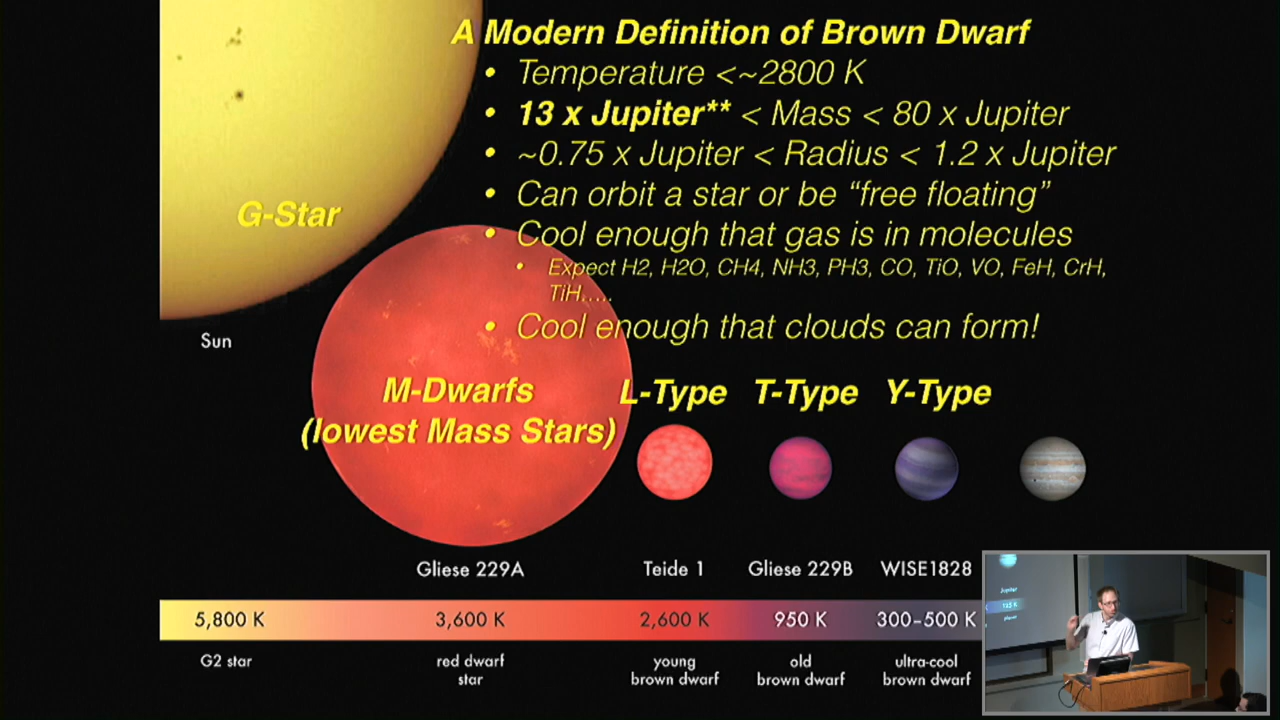 A Modern Definition of Brown Dwarf
• Temperature <~2800 K
• 13 x Jupiter** < Mass < 80 x Jupiter
• ~0.75 x Jupiter < Radius < 1.2 x Jupiter
• Can orbit a star or be “free floating”
• Cool enough that gas is in molecules
• Expect H2, H2O, CH4, NH3, PH3, CO, TiO, VO, FeH, CrH,
TiH.....
• Cool enough that clouds can form!
G-Star
Sun
M-Dwarfs
(lowest Mass Stars)
L-Type T-Type Y-Type
Gliese 229A Teide 1 Gliese 229B WISE1828
5,800 K 3,600 K 2,600 K 950 K 300–500 K
G2 star red dwarf
star young
brown dwarf old
brown dwarf ultra-cool
brown dwarf
Jupiter